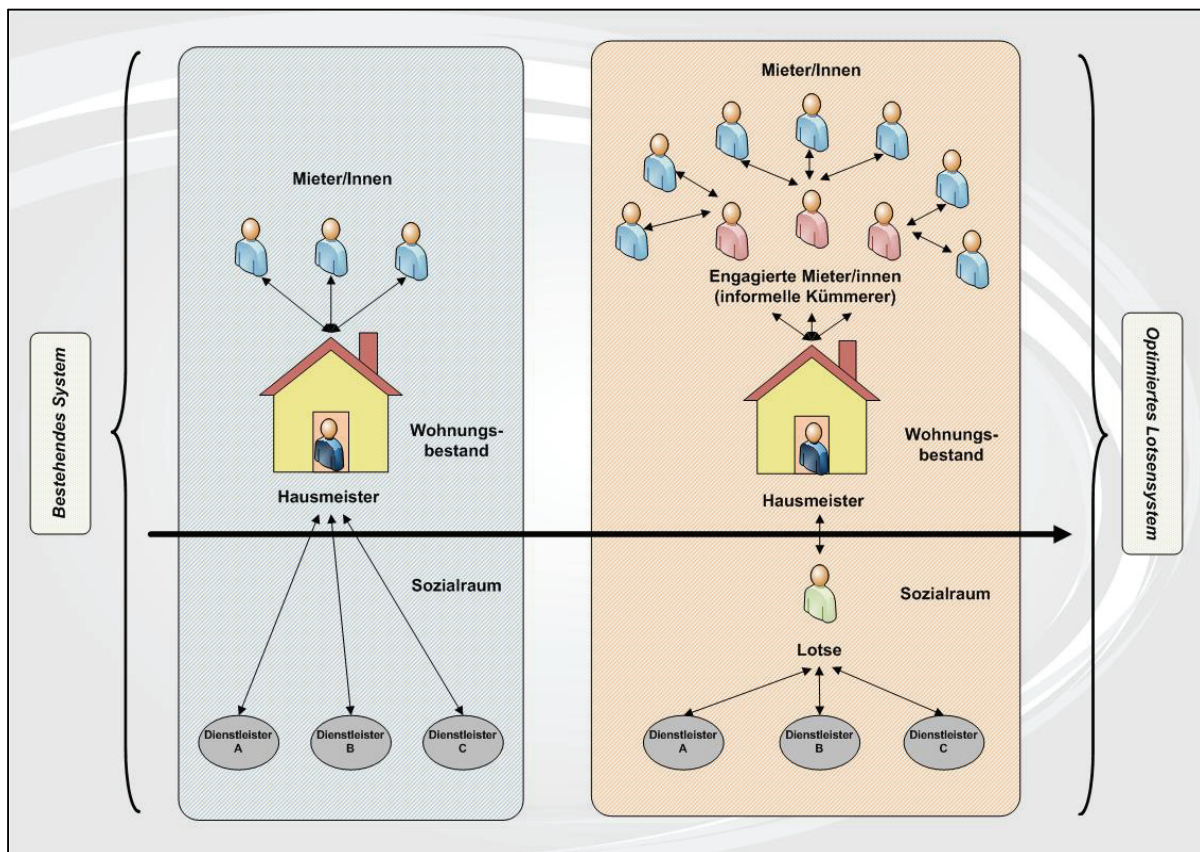 Bestehendes System
Mieter/Innen
Wohnungs-
bestand
Hausmeister
Sozialraum
Dienstleister
A
Dienstleister
B
Dienstleister
C
Mieter/Innen
Engagierte Mieter/innen
(informelle Kümmerer)
Wohnungs-
bestand
Hausmeister
Sozialraum
Lotse
Dienstleister
A
Dienstleister
B
Dienstleister
C
Optimiertes Lotsensystem